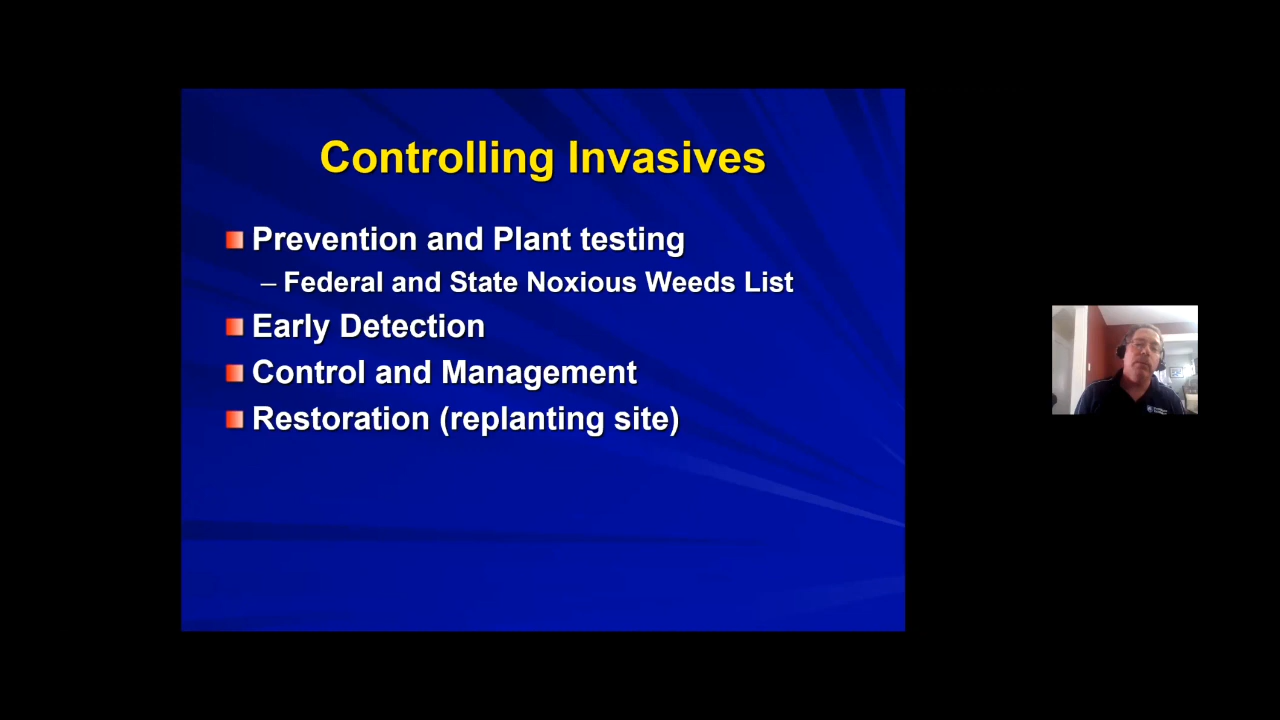 Controlling Invasives
Prevention and Plant testing
– Federal and State Noxious Weeds List
Early Detection
Control and Management
Restoration (replanting site)